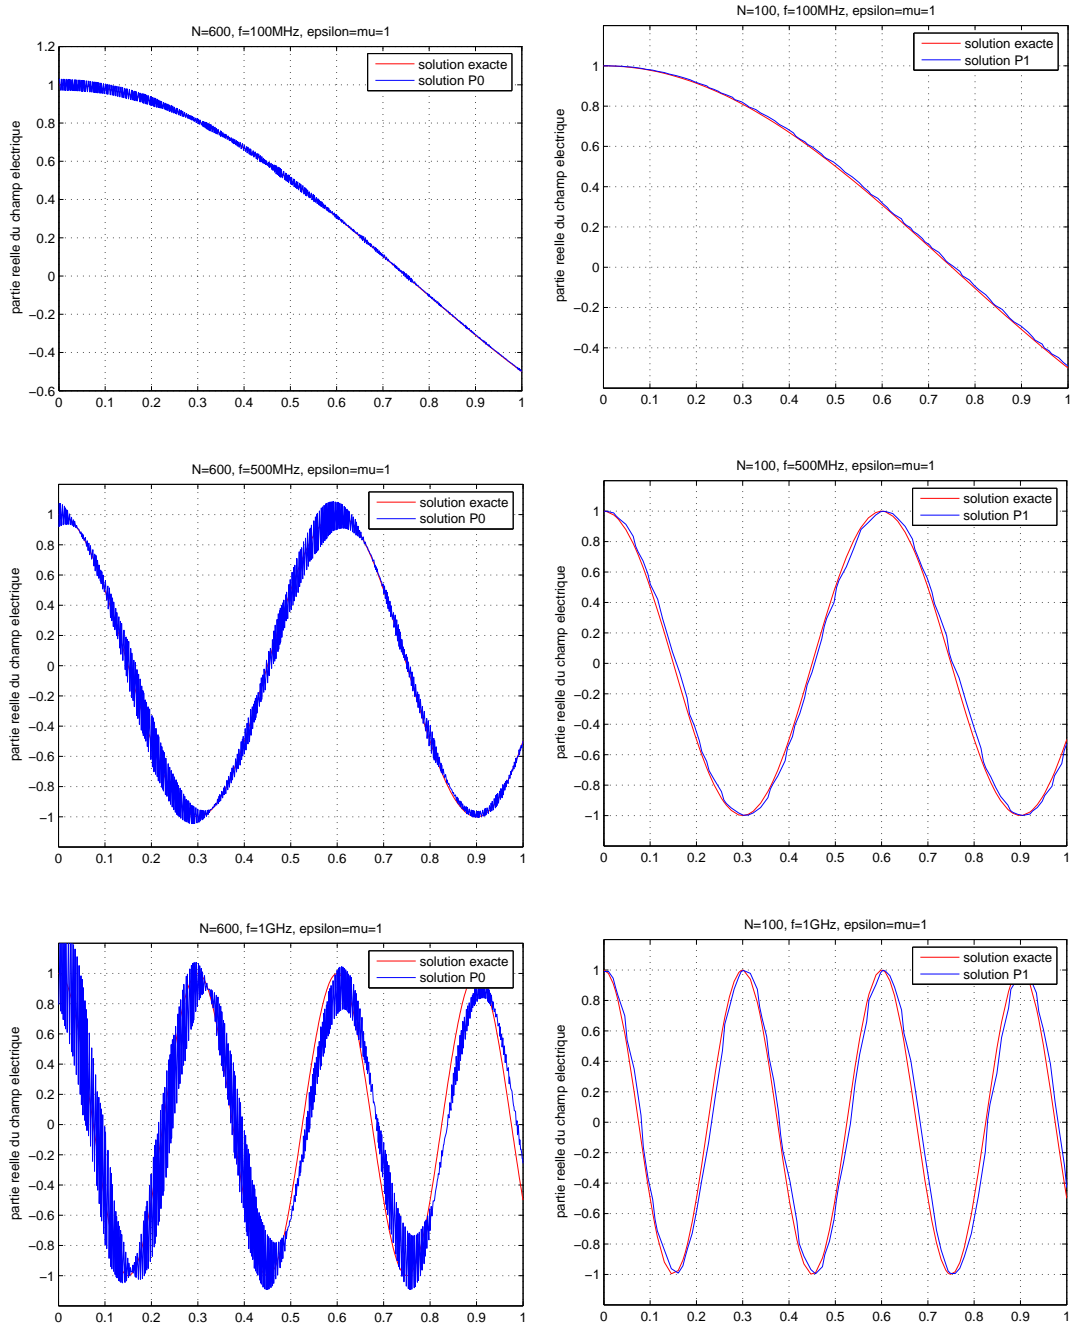 N=600, f=100MHz, epsilon=mu=1
partie reelle du champ electrique
1.2
1
0.8
0.6
0.4
0.2
0
−0.2
−0.4
−0.6
0 0.1 0.2 0.3 0.4 0.5 0.6 0.7 0.8 0.9 1
solution exacte
solution P0
N=100, f=100MHz, epsilon=mu=1
partie reelle du champ electrique
1
0.8
0.6
0.4
0.2
0
−0.2
−0.4
0 0.1 0.2 0.3 0.4 0.5 0.6 0.7 0.8 0.9 1
solution exacte
solution P1
N=600, f=500MHz, epsilon=mu=1
partie reelle du champ electrique
1
0.8
0.6
0.4
0.2
0
−0.2
−0.4
−0.6
−0.8
−1
0 0.1 0.2 0.3 0.4 0.5 0.6 0.7 0.8 0.9 1
solution exacte
solution P0
N=100, f=500MHz, epsilon=mu=1
partie reelle du champ electrique
1
0.8
0.6
0.4
0.2
0
−0.2
−0.4
−0.6
−0.8
−1
0 0.1 0.2 0.3 0.4 0.5 0.6 0.7 0.8 0.9 1
solution exacte
solution P1
N=600, f=1GHz, epsilon=mu=1
partie reelle du champ electrique
1
0.8
0.6
0.4
0.2
0
−0.2
−0.4
−0.6
−0.8
−1
0 0.1 0.2 0.3 0.4 0.5 0.6 0.7 0.8 0.9 1
solution exacte
solution P0
N=100, f=1GHz, epsilon=mu=1
partie reelle du champ electrique
1
0.8
0.6
0.4
0.2
0
−0.2
−0.4
−0.6
−0.8
−1
0 0.1 0.2 0.3 0.4 0.5 0.6 0.7 0.8 0.9 1
solution exacte
solution P1